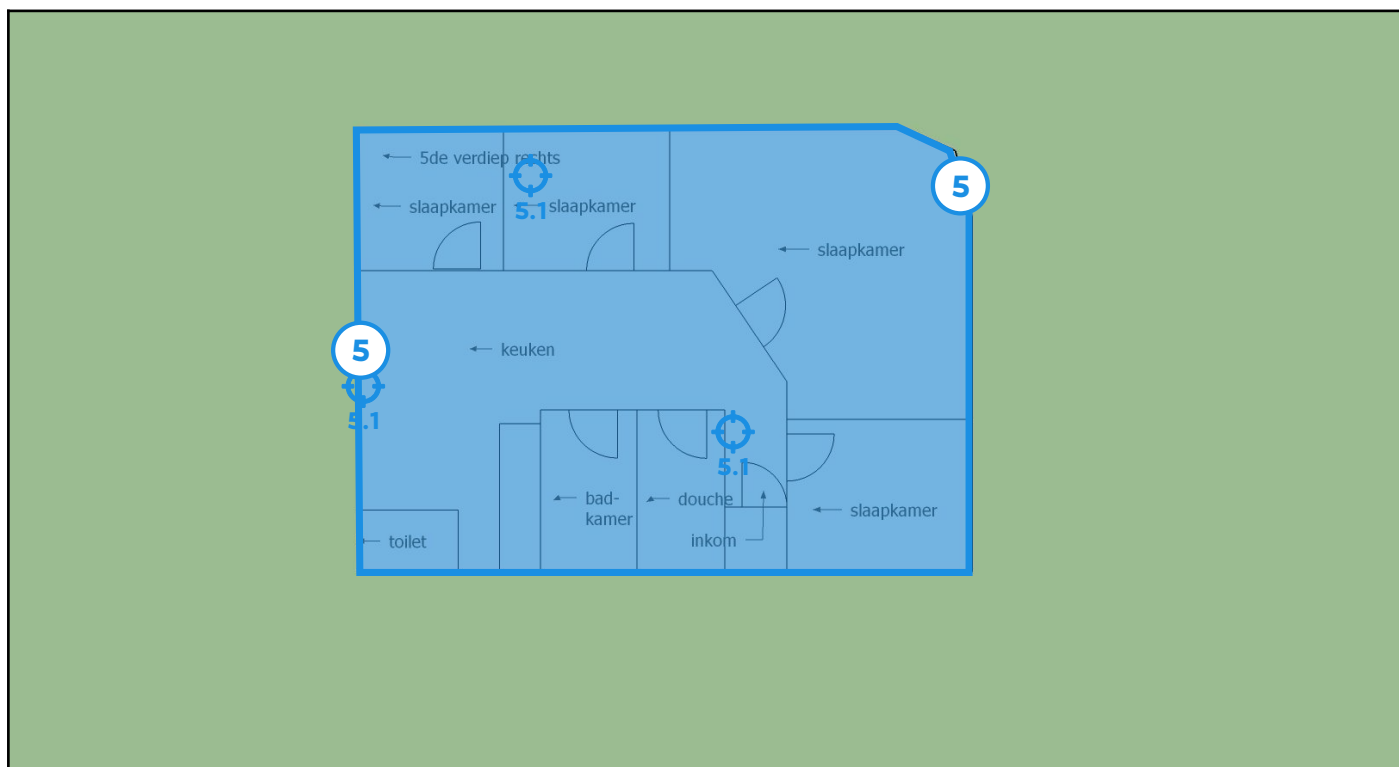 5de verdiep rechts
5
slaapkamer
5.1
slaapkamer
slaapkamer
5
keuken
5.1
5.1
bad-
kamer
douche
slaapkamer
toilet
inkom